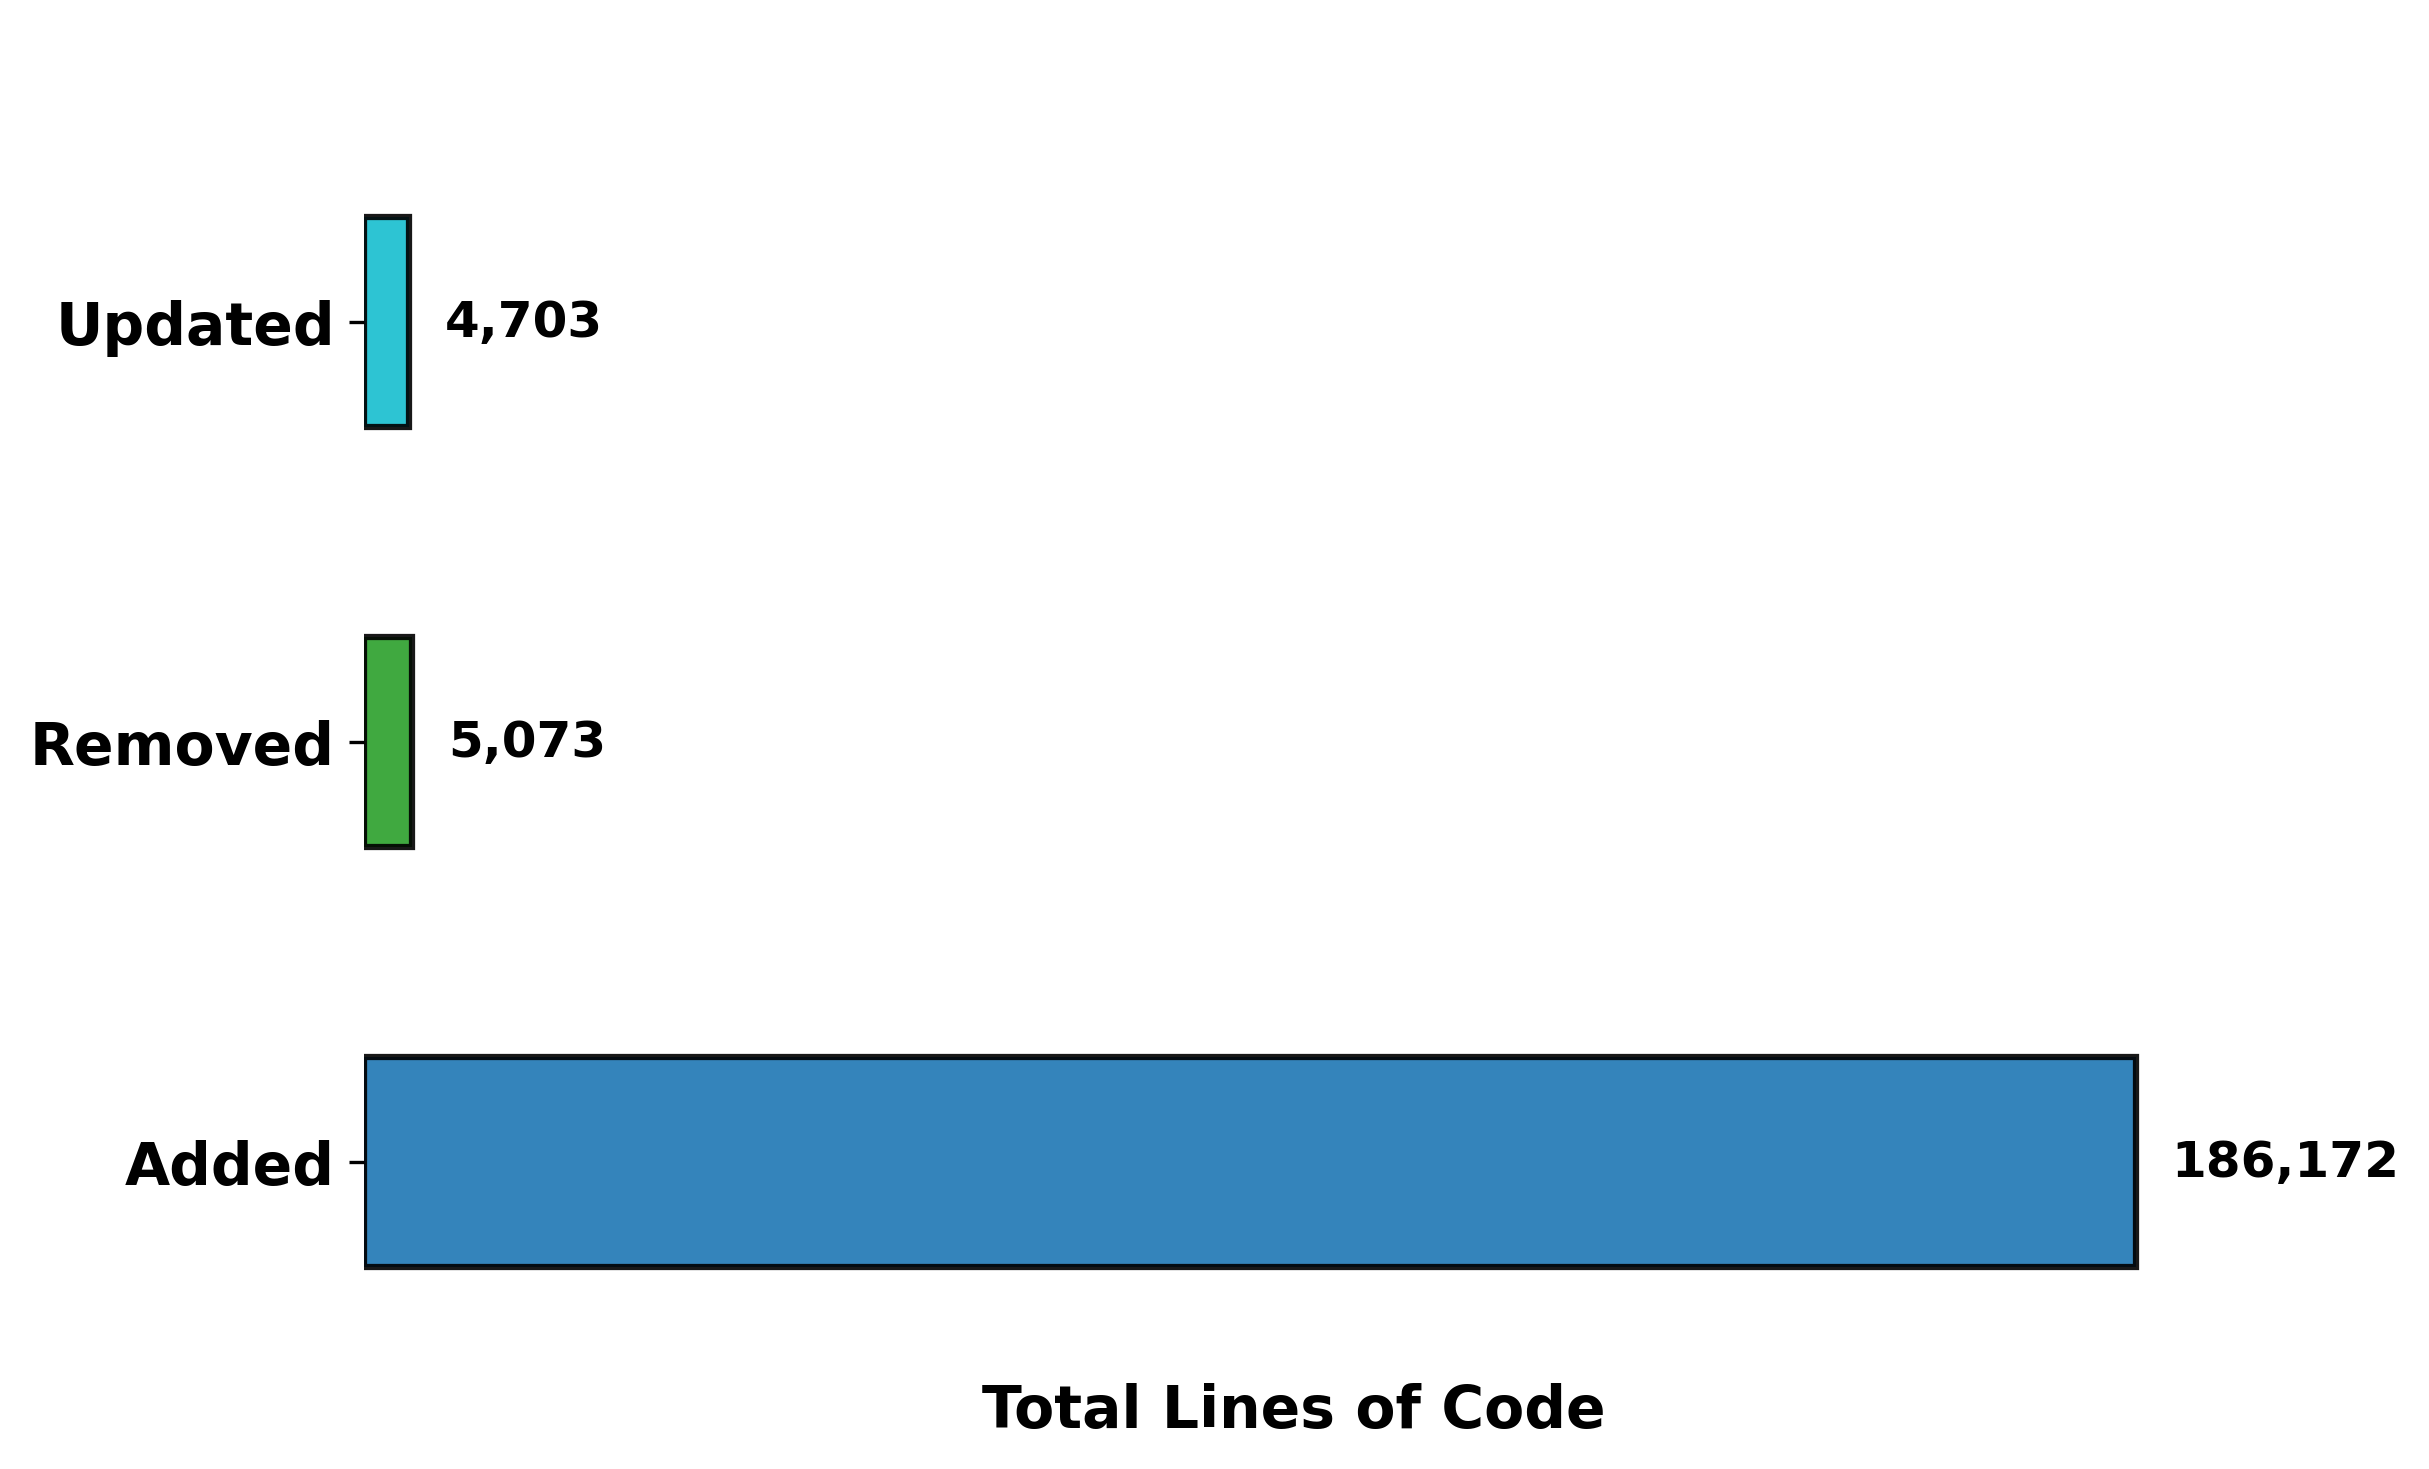 Updated 4,703
Removed 5,073
Added 186,172
Total Lines of Code